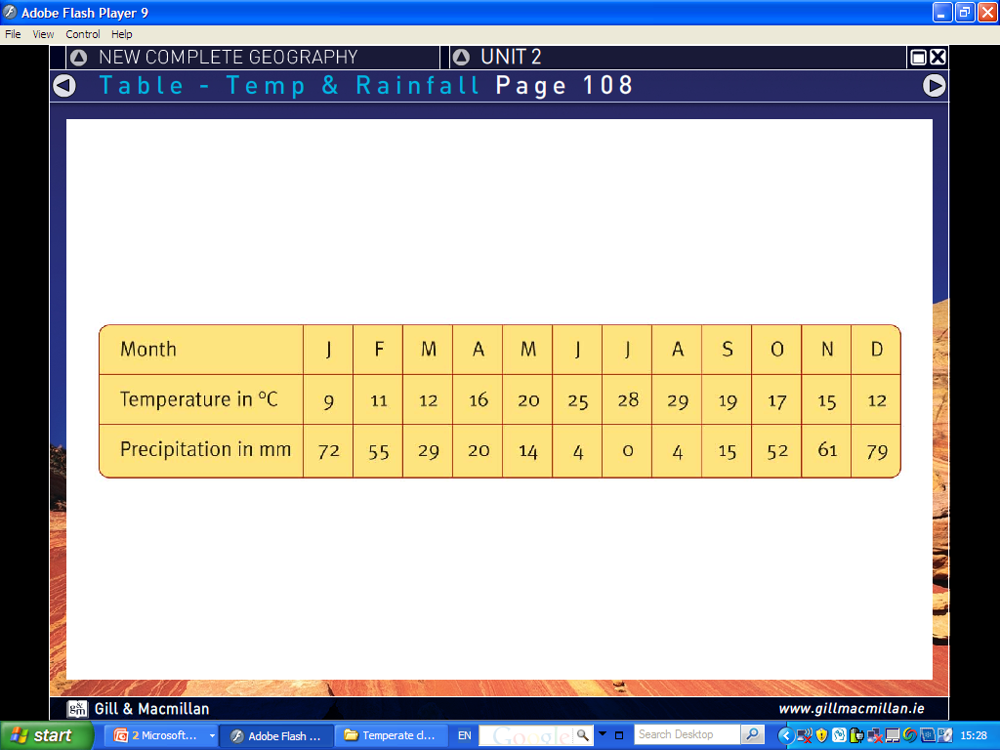 Adobe Flash Player 9
File View Control Help
NEW COMPLETE GEOGRAPHY UNIT 2
Table - Temp & Rainfall Page 108
Month J F M A M J J A S O N D
Temperature in °C 9 11 12 16 20 25 28 29 19 17 15 12
Precipitation in mm 72 55 29 20 14 4 0 4 15 52 61 79
g&m Gill & Macmillan www.gillmacmillan.ie
start 2 Microsoft... Adobe Flash ... Temperate d... EN Google Search Desktop 15:28